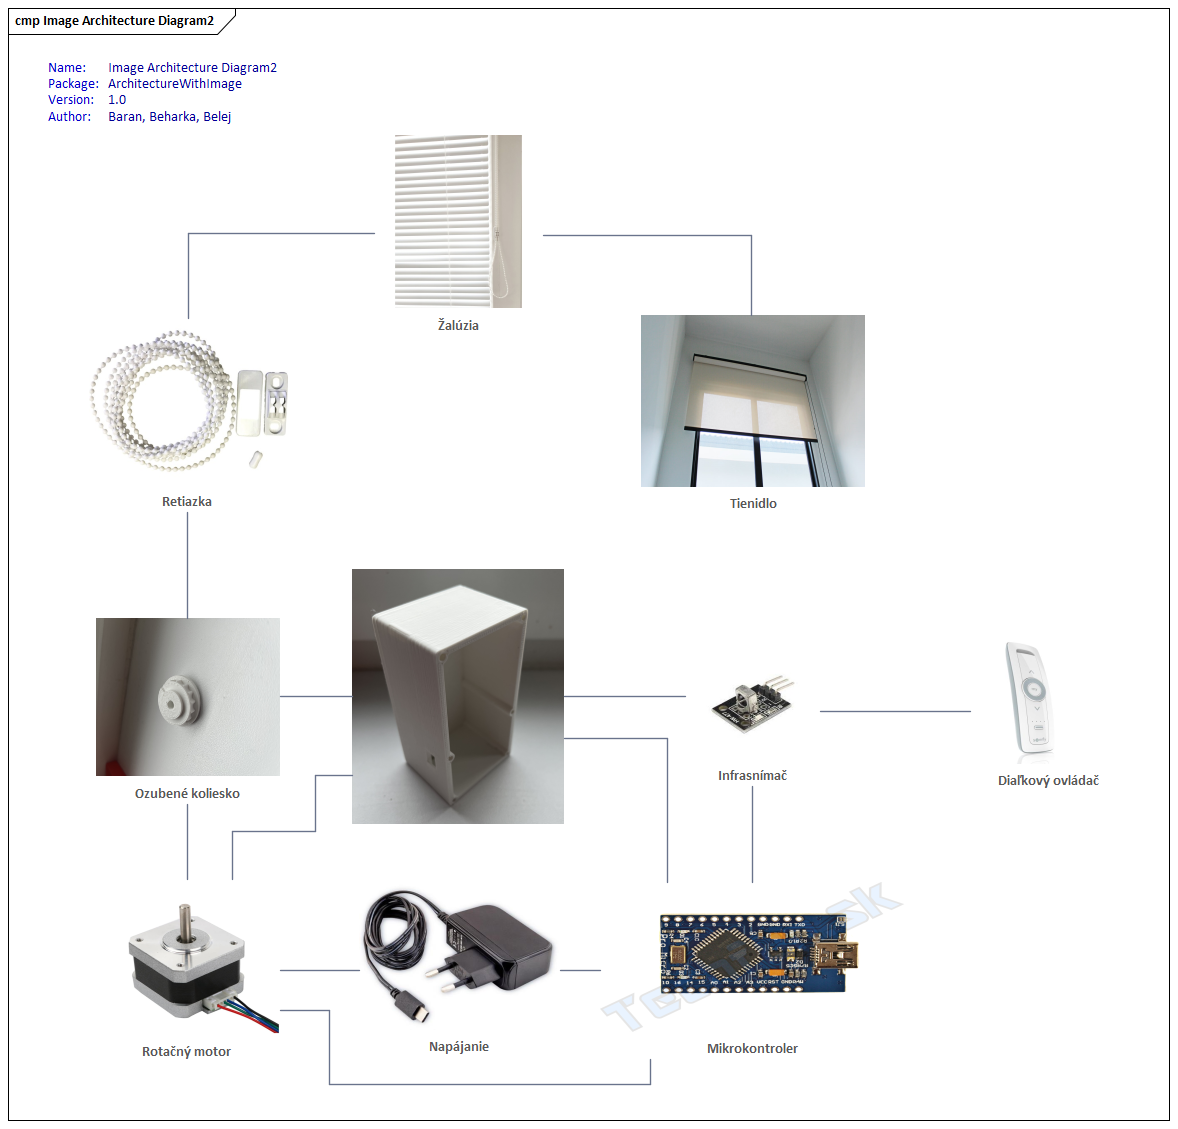 cmp Image Architecture Diagram2
Name: Image Architecture Diagram2
Package: ArchitectureWithImage
Version: 1.0
Author: Baran, Beharka, Belej
Žalúzia
Retiazka
Tienidlo
Ozubené koliesko
Infrasnímač
Diaľkový ovládač
Rotačný motor
Napájanie
Mikrokontroler